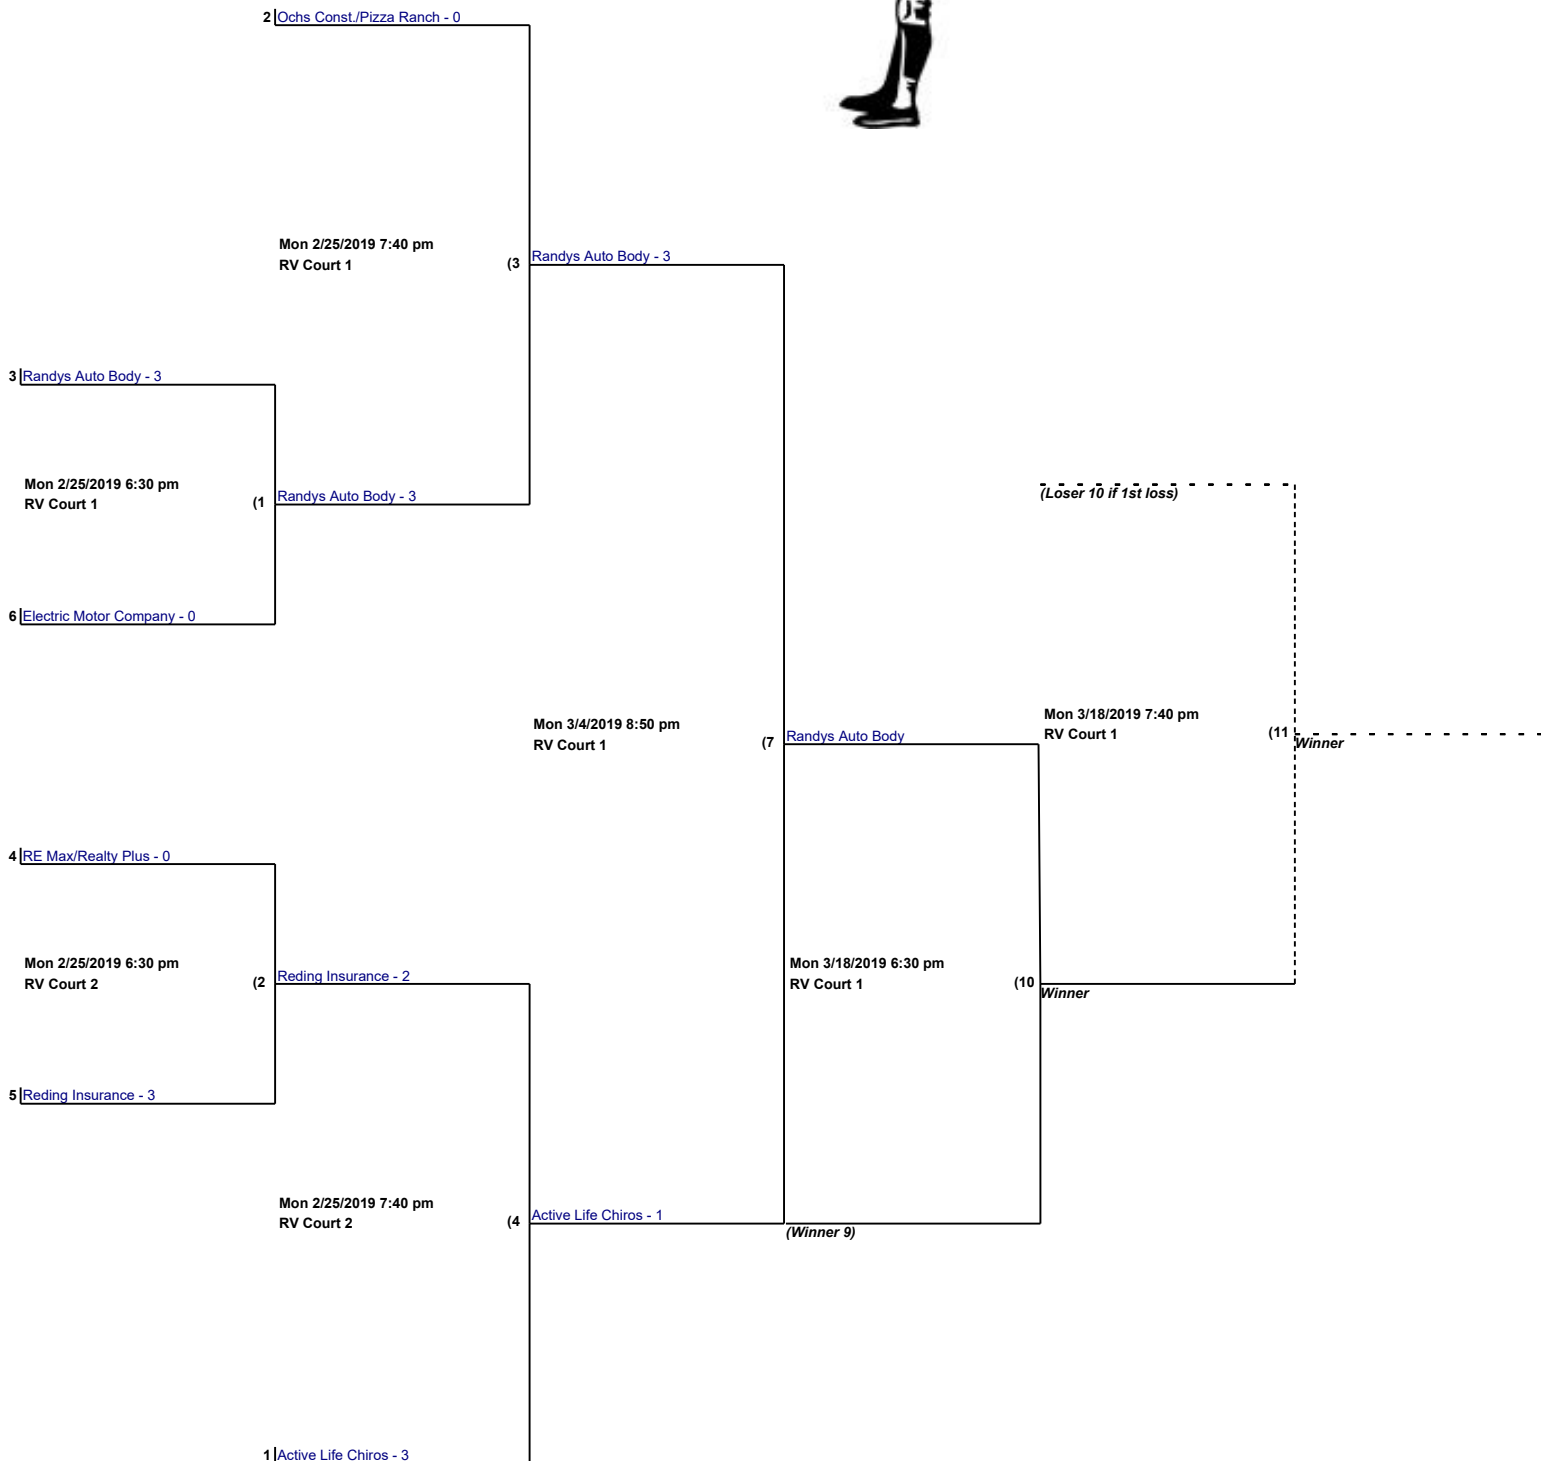 2 Ochs Const./Pizza Ranch - 0
Mon 2/25/2019 7:40 pm
RV Court 1
(3
Randys Auto Body - 3
3 Randys Auto Body - 3
Mon 2/25/2019 6:30 pm
RV Court 1
(1
Randys Auto Body - 3
(Loser 10 if 1st loss)
6 Electric Motor Company - 0
Mon 3/4/2019 8:50 pm
RV Court 1
(7
Randys Auto Body
Mon 3/18/2019 7:40 pm
RV Court 1
(11
Winner
4 RE Max/Realty Plus - 0
Mon 2/25/2019 6:30 pm
RV Court 2
(2
Reding Insurance - 2
Mon 3/18/2019 6:30 pm
RV Court 1
(10
Winner
5 Reding Insurance - 3
Mon 2/25/2019 7:40 pm
RV Court 2
(4
Active Life Chiros - 1
(Winner 9)
1 Active Life Chiros - 3